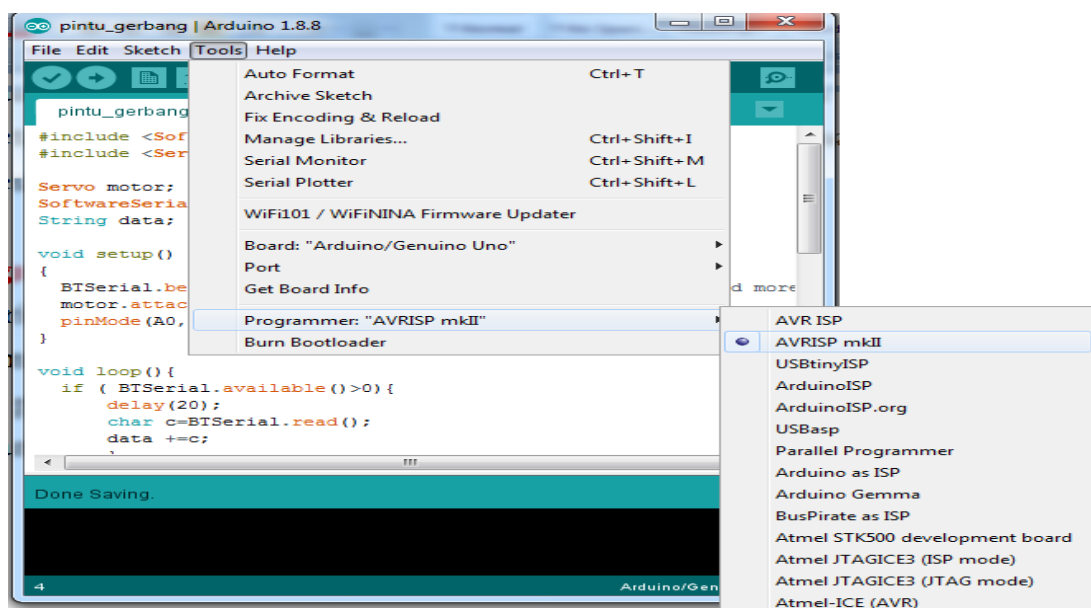 pintu_gerbang | Arduino 1.8.8
File Edit Sketch Tools Help
Auto Format Ctrl+T
Archive Sketch
Fix Encoding & Reload
Manage Libraries... Ctrl+Shift+I
Serial Monitor Ctrl+Shift+M
Serial Plotter Ctrl+Shift+L
WiFi101 / WiFiNINA Firmware Updater
Board: "Arduino/Genuino Uno"
Port
Get Board Info
Programmer: "AVRISP mkII"
Burn Bootloader
AVR ISP
AVRISP mkII
USBtinyISP
ArduinoISP
ArduinoISP.org
USBasp
Parallel Programmer
Arduino as ISP
Arduino Gemma
BusPirate as ISP
Atmel STK500 development board
Atmel JTAGICE3 (ISP mode)
Atmel JTAGICE3 (JTAG mode)
Atmel-ICE (AVR)
pintu_gerbang
#include <Sof
#include <Ser
Servo motor;
SoftwareSeria
String data;
void setup()
{
BTSerial.be d more
motor.attac
pinMode(A0,
}
void loop(){
if ( BTSerial.available()>0){
delay(20);
char c=BTSerial.read();
data +=c;
Done Saving.
4 Arduino/Gen